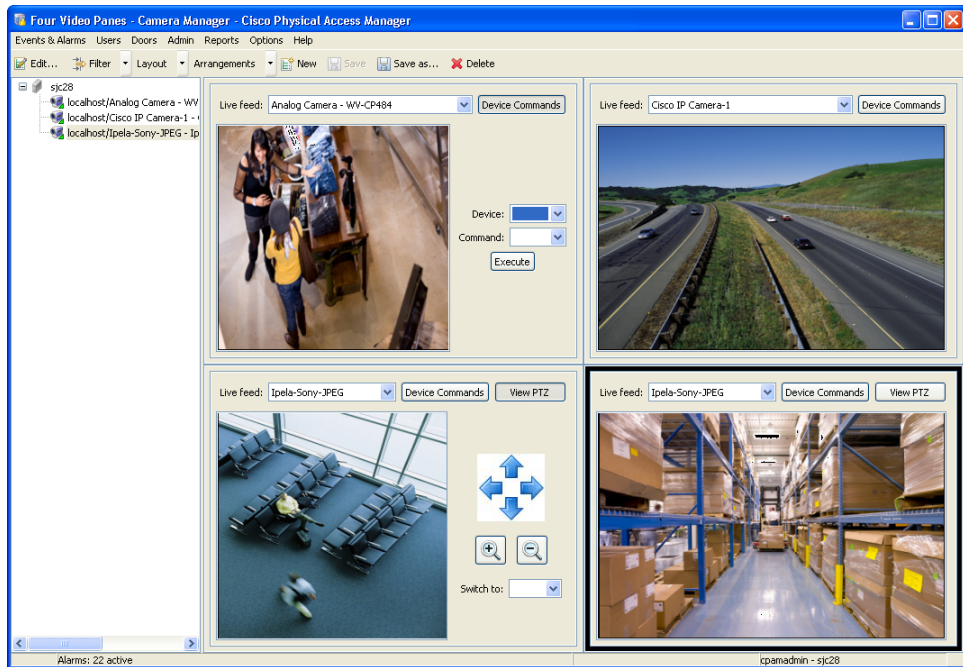 Four Video Panes - Camera Manager - Cisco Physical Access Manager
Events & Alarms Users Doors Admin Reports Options Help
Edit... Filter Layout Arrangements New Save Save as... Delete
sjc28
localhost/Analog Camera - WV
localhost/Cisco IP Camera-1 -
localhost/Ipela-Sony-JPEG - Ip
Live feed: Analog Camera - WV-CP484 Device Commands
Device:
Command:
Execute
Live feed: Cisco IP Camera-1 Device Commands
Live feed: Ipela-Sony-JPEG Device Commands View PTZ
Switch to:
Live feed: Ipela-Sony-JPEG Device Commands View PTZ
Alarms: 22 active
cpamadmin - sjc28